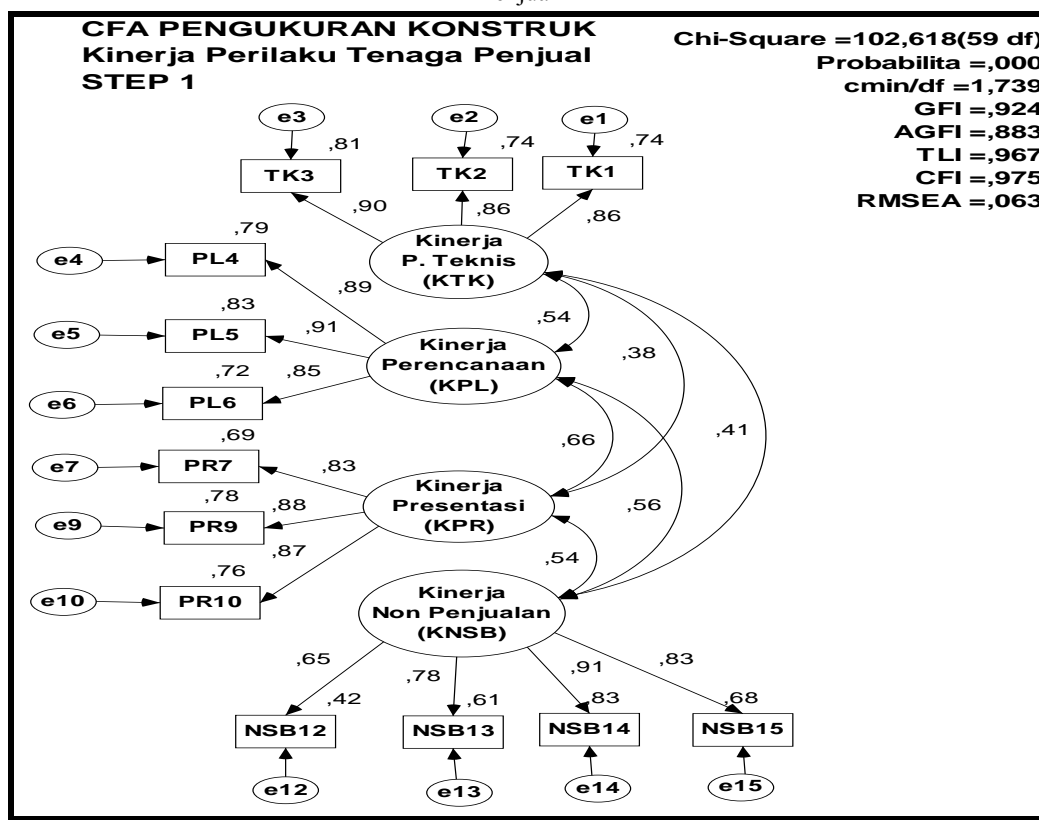 CFA PENGUKURAN KONSTRUK
Kinerja Perilaku Tenaga Penjual
STEP 1
Chi-Square =102,618(59 df)
Probabilita =,000
cmin/df =1,739
GFI =,924
AGFI =,883
TLI =,967
CFI =,975
RMSEA =,063
e3
e2
e1
,81
,74
,74
TK3
TK2
TK1
,90
,86
,86
Kinerja
P. Teknis
(KTK)
,79
e4
PL4
,89
,54
,38
,41
,83
e5
PL5
,91
Kinerja
Perencanaan
(KPL)
,72
e6
PL6
,85
,66
,56
,69
e7
PR7
,83
Kinerja
Presentasi
(KPR)
,78
e9
PR9
,88
,76
e10
PR10
,87
,54
Kinerja
Non Penjualan
(KNSB)
,65
,78
,91
,83
,42
,61
,83
,68
NSB12
NSB13
NSB14
NSB15
e12
e13
e14
e15